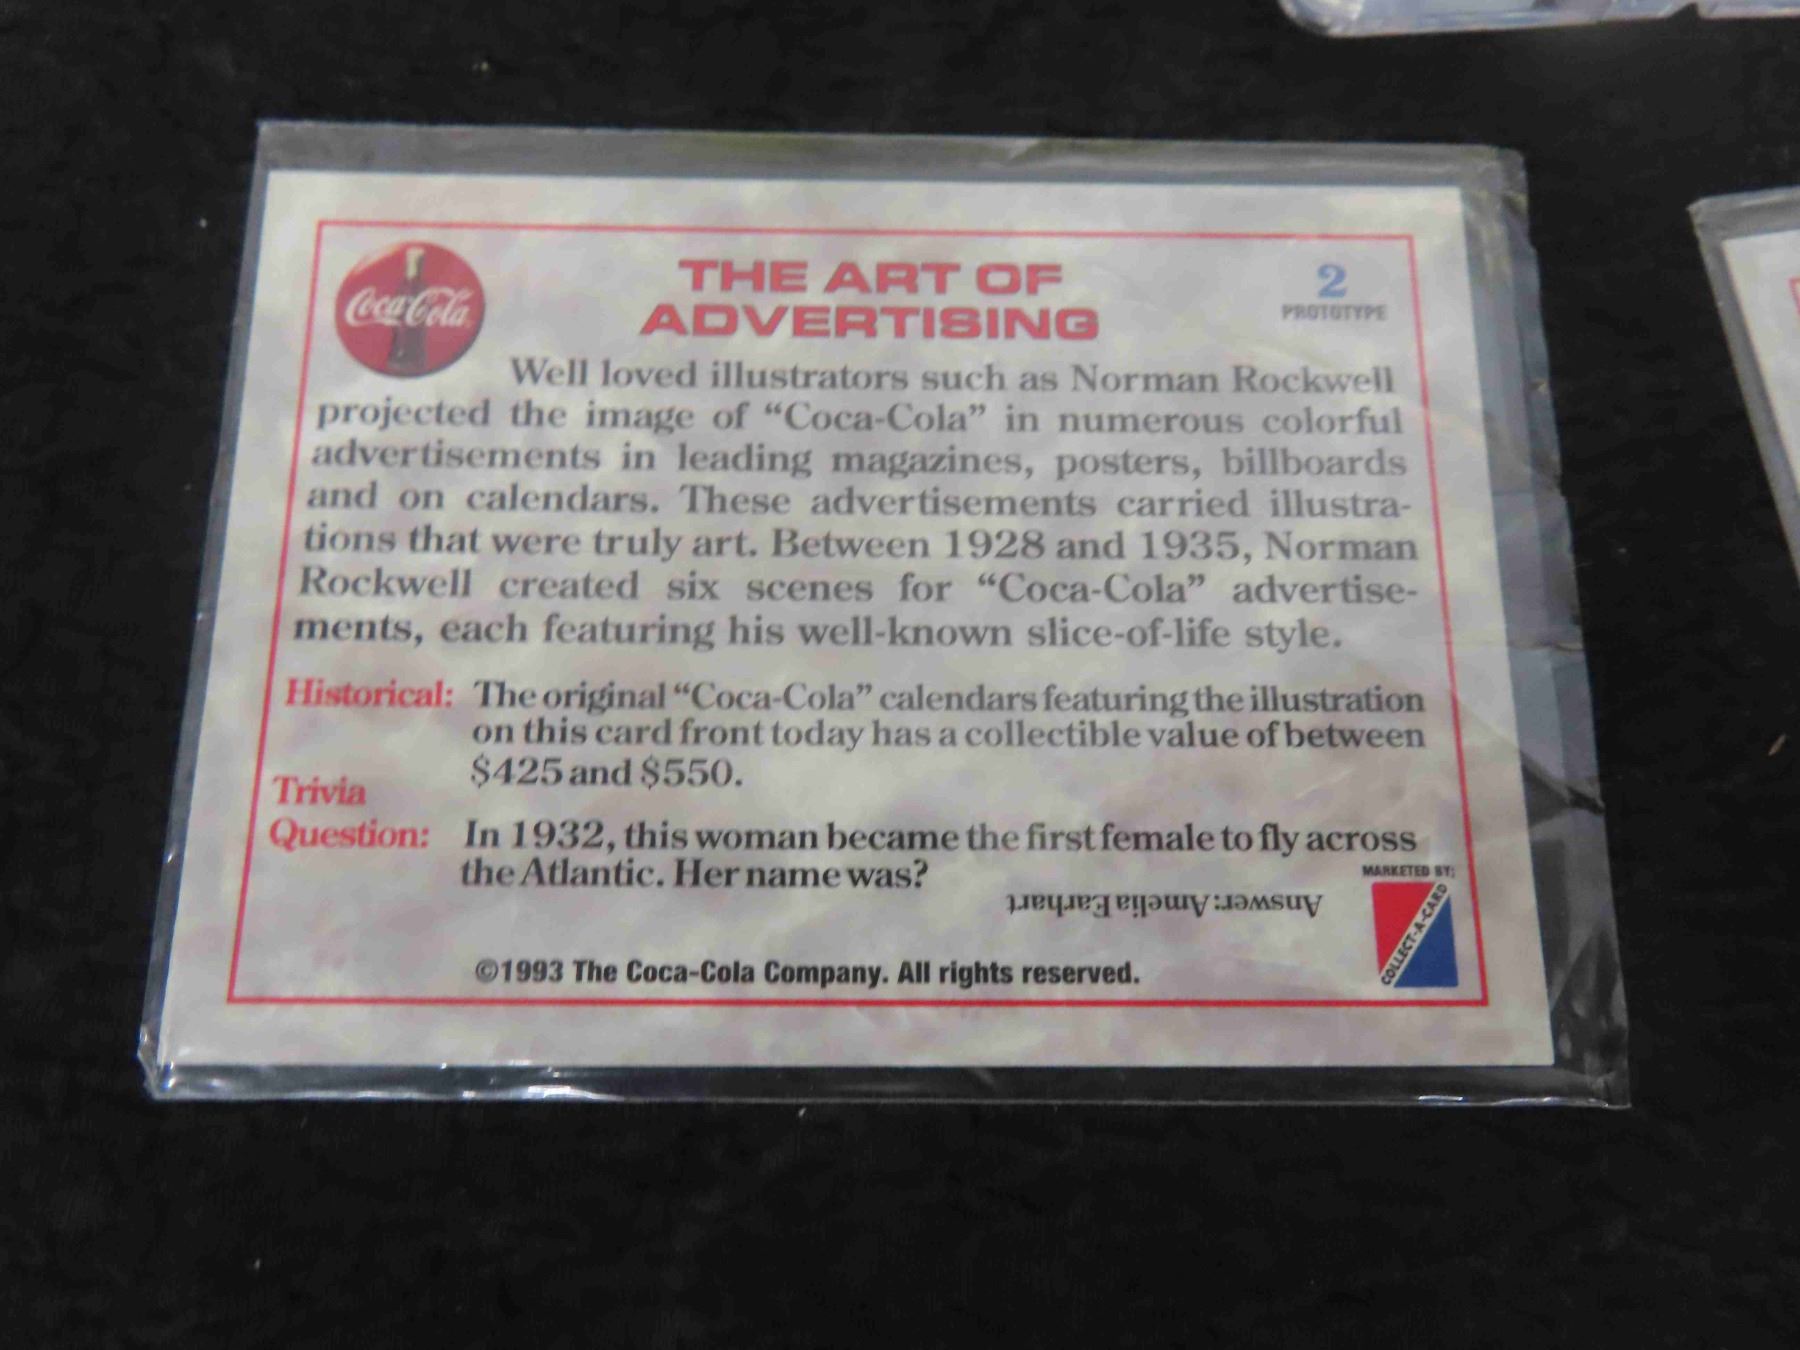 Coca-Cola
THE ART OF
ADVERTISING
2
PROTOTYPE
Well loved illustrators such as Norman Rockwell
projected the image of “Coca-Cola” in numerous colorful
advertisements in leading magazines, posters, billboards
and on calendars. These advertisements carried illustra-
tions that were truly art. Between 1928 and 1935, Norman
Rockwell created six scenes for “Coca-Cola” advertise-
ments, each featuring his well-known slice-of-life style.
Historical: The original “Coca-Cola” calendars featuring the illustration
on this card front today has a collectible value of between
$425 and $550.
Trivia
Question: In 1932, this woman became the first female to fly across
the Atlantic. Her name was?
Answer: Amelia Earhart
MARKETED BY:
COLLECT-A-CARD
©1993 The Coca-Cola Company. All rights reserved.